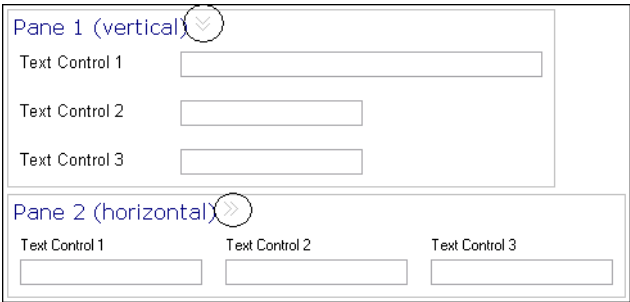 Pane 1 (vertical)
Text Control 1
Text Control 2
Text Control 3
Pane 2 (horizontal)
Text Control 1 Text Control 2 Text Control 3